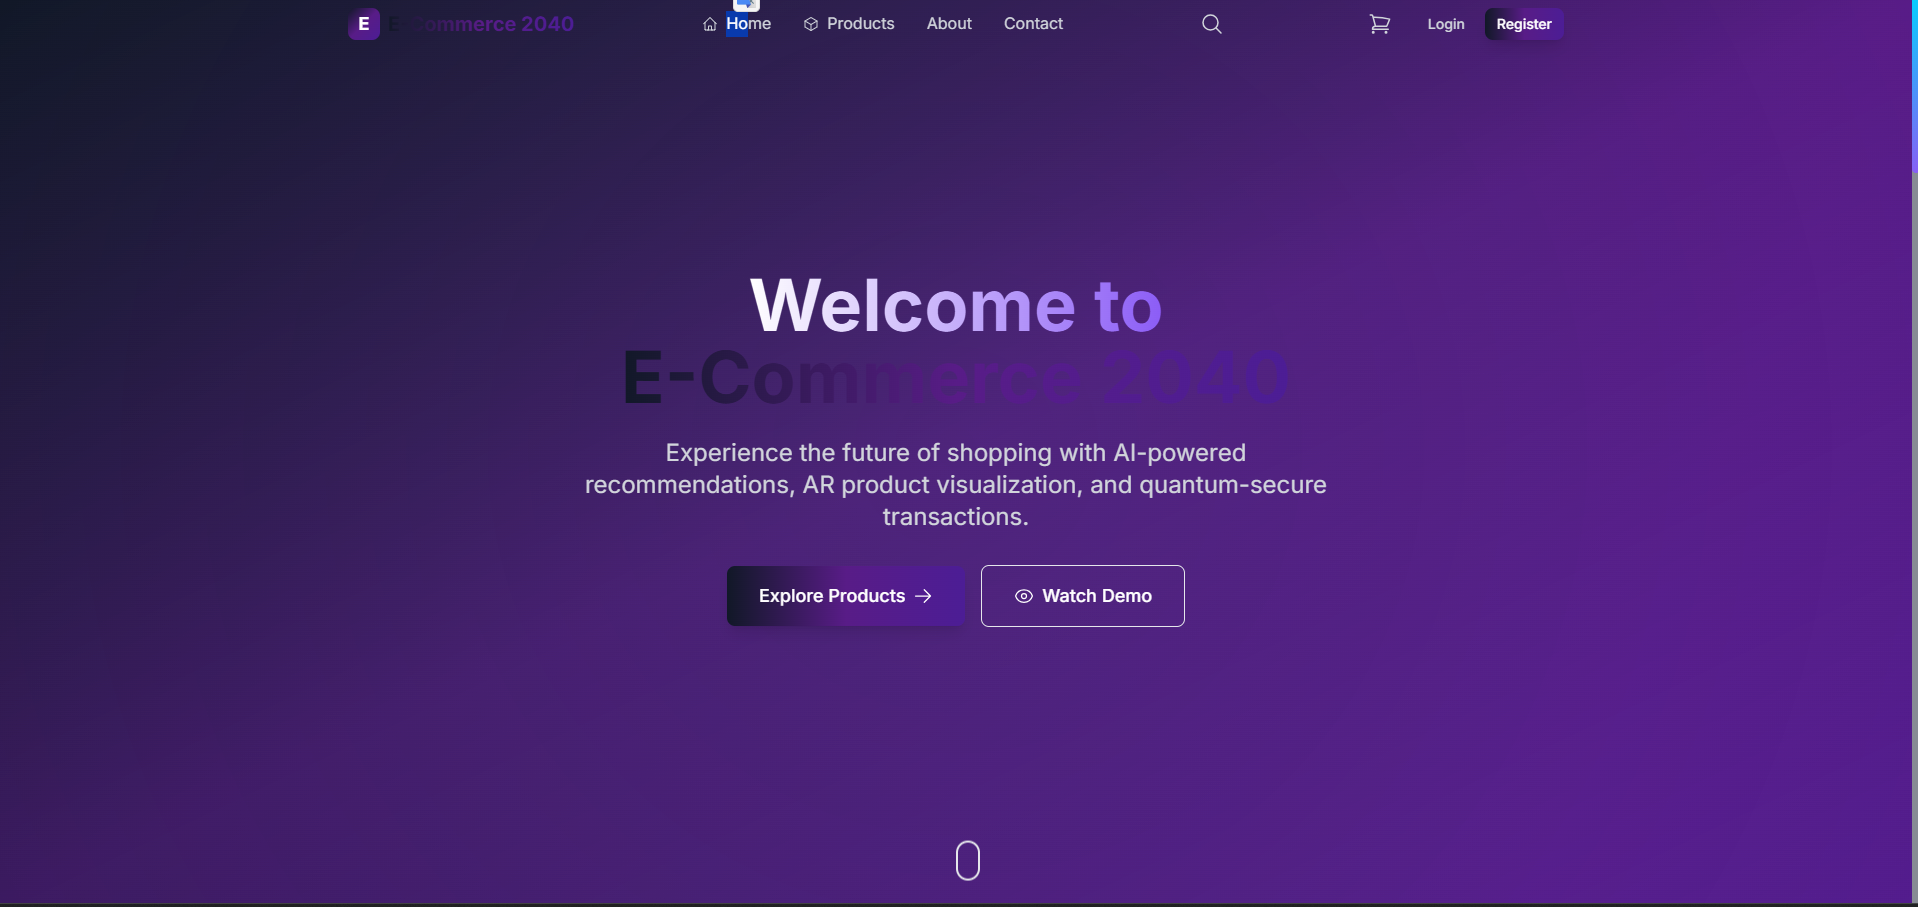 E E-Commerce 2040 Home Products About Contact Login Register
Welcome to
E-Commerce 2040
Experience the future of shopping with AI-powered
recommendations, AR product visualization, and quantum-secure
transactions.
Explore Products Watch Demo